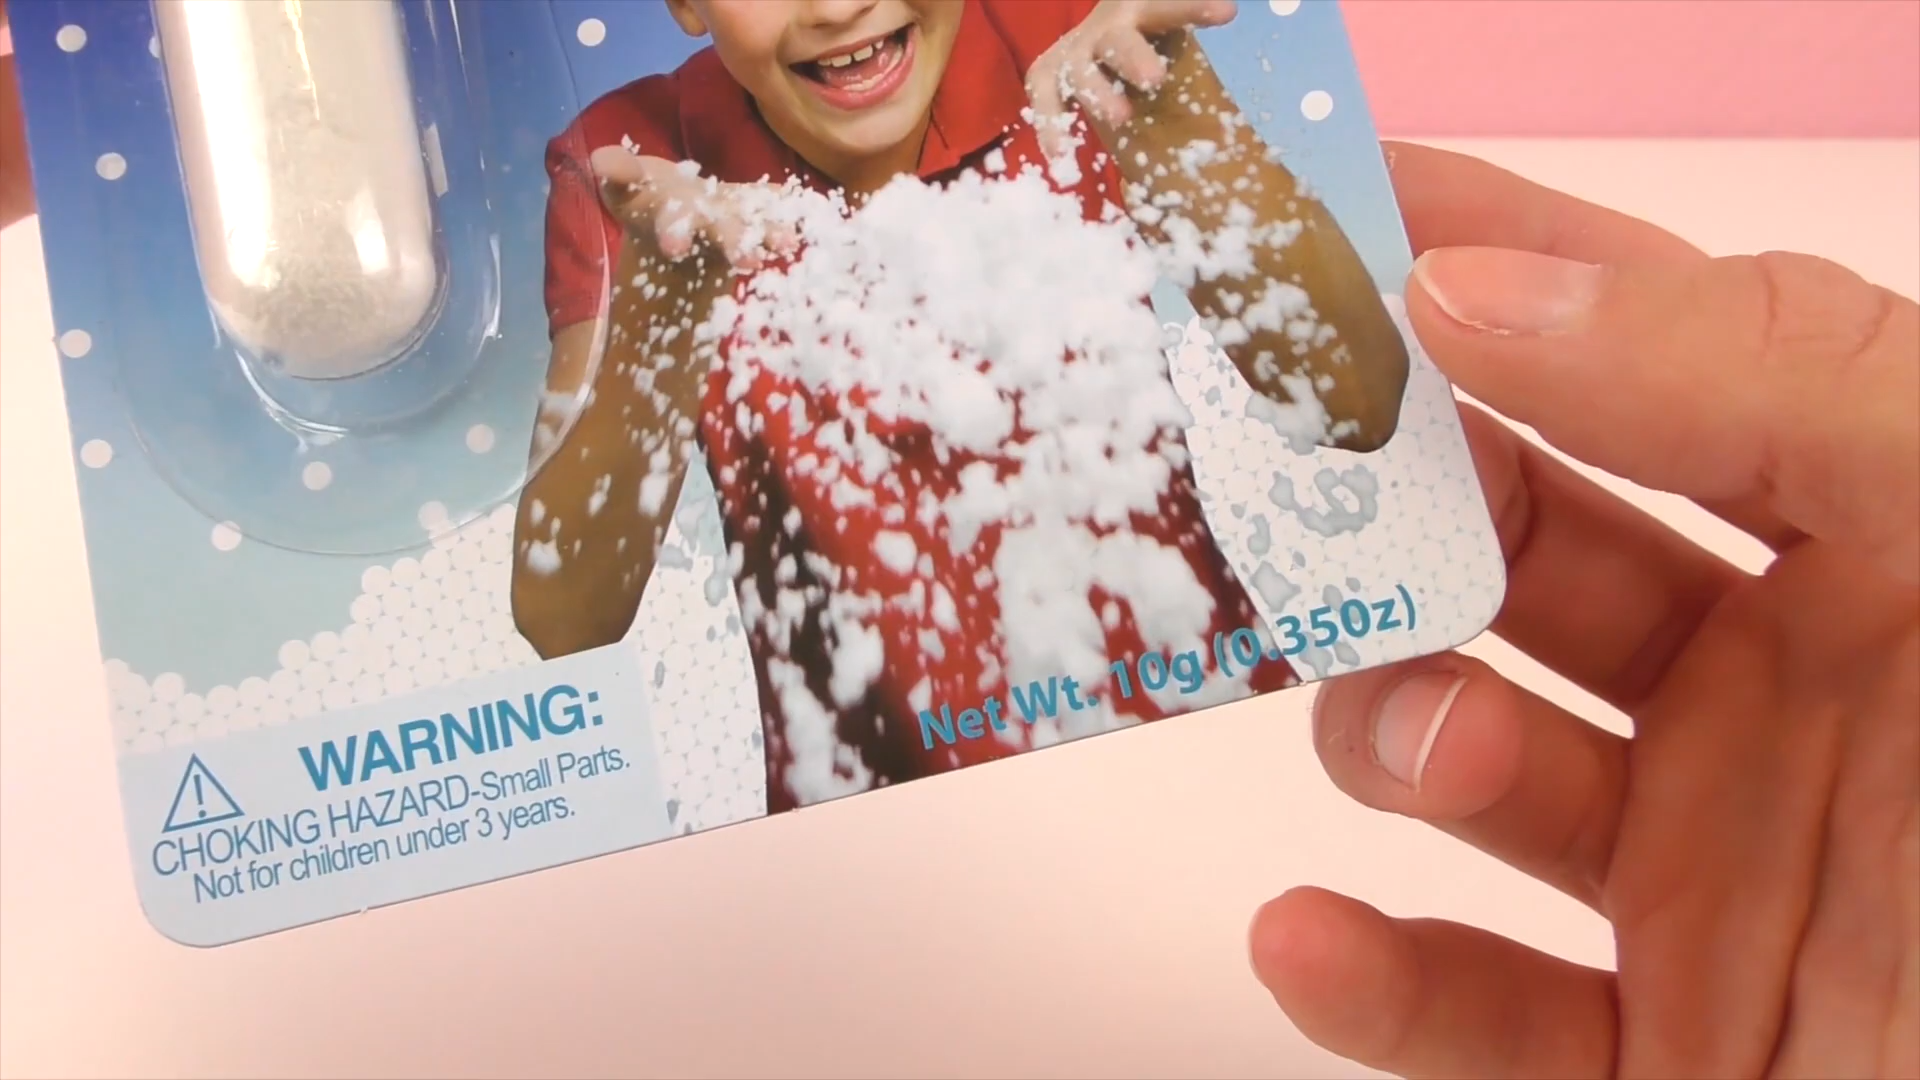 WARNING:
CHOKING HAZARD-Small Parts.
Not for children under 3 years.
Net Wt. 10g (0.35oz)